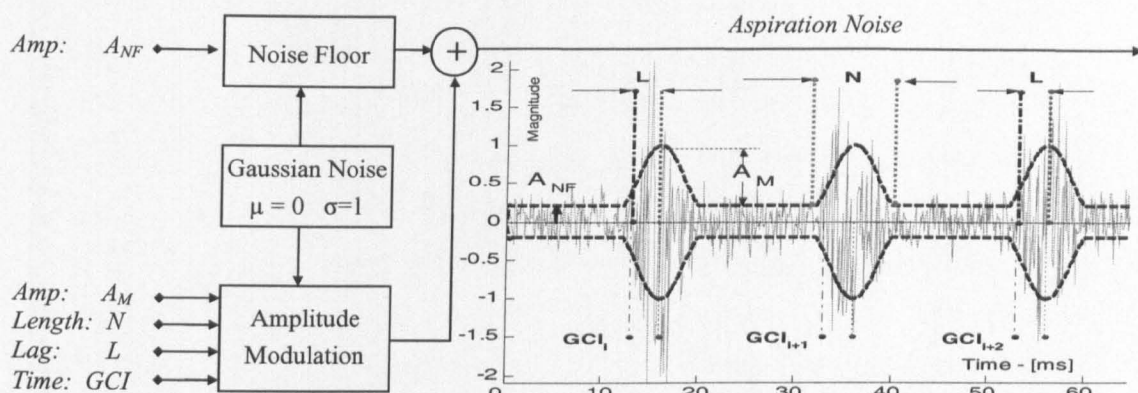 Aspiration Noise
Amp: A_NF
Noise Floor
+
Gaussian Noise
μ = 0 σ=1
Amp: A_M
Length: N
Lag: L
Time: GCI
Amplitude
Modulation
Magnitude
2
1.5
1
0.5
0
-0.5
-1
-1.5
-2
L
N
L
A_NF
A_M
GCI_i
GCI_i+1
GCI_i+2
Time - [ms]
0 10 20 30 40 50 60